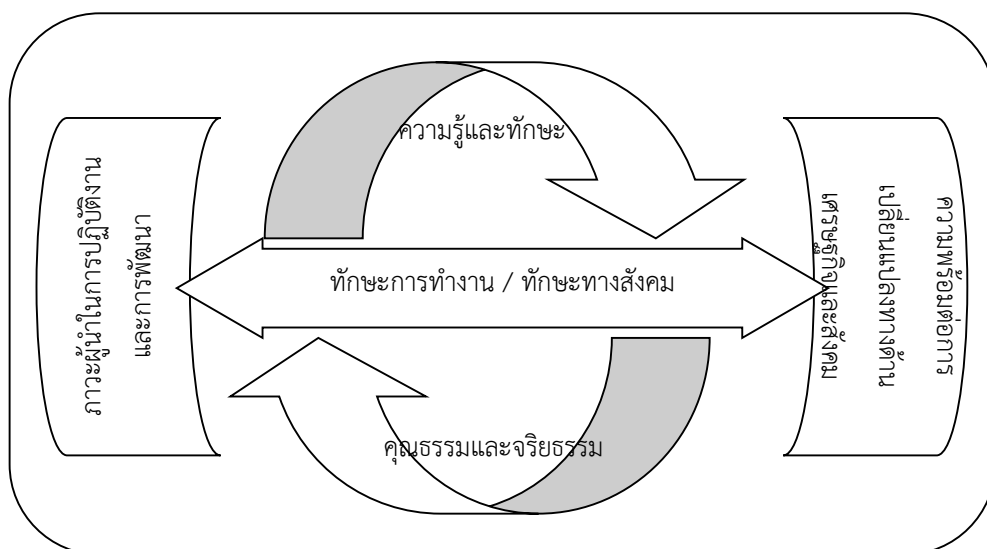 ความรู้และทักษะ
ภาวะผู้นำในการปฏิบัติงาน
และการพัฒนา
ทักษะการทำงาน / ทักษะทางสังคม
ความพร้อมต่อการ
เปลี่ยนแปลงทางด้าน
เศรษฐกิจและสังคม
คุณธรรมและจริยธรรม